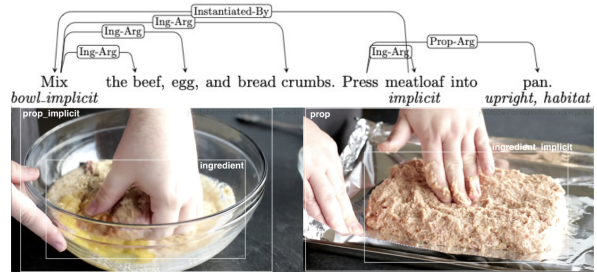 Instantiated-By
Ing-Arg
Ing-Arg
Prop-Arg
Ing-Arg
Ing-Arg
Mix the beef, egg, and bread crumbs. Press meatloaf into pan.
bowl_implicit implicit upright, habitat
prop_implicit prop
ingredient ingredient_implicit